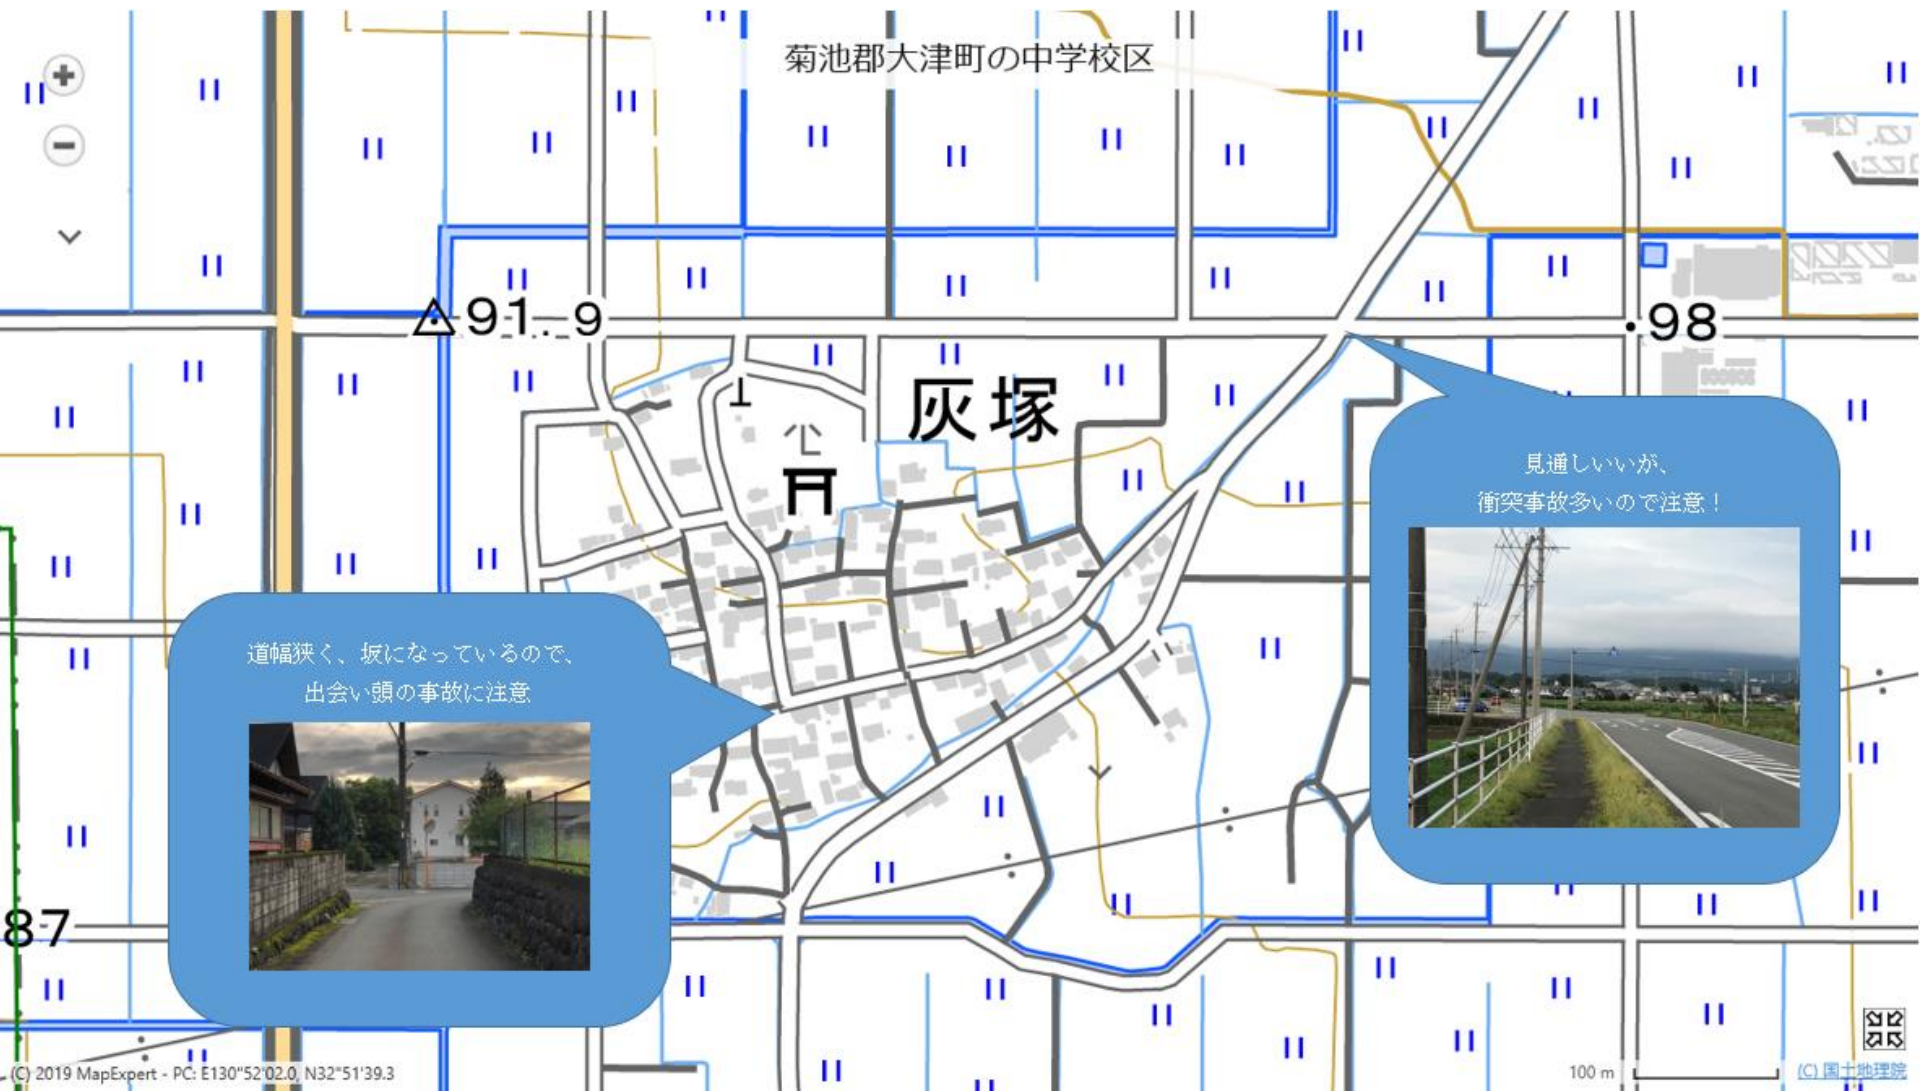 菊池郡大津町の中学校区
91.9
98
灰塚
見通しいいが、
衝突事故多いので注意！
道幅狭く、坂になっているので、
出会い頭の事故に注意
87
(C) 2019 MapExpert - PC: E130°52'02.0, N32°51'39.3
100 m
(C) 国土地理院